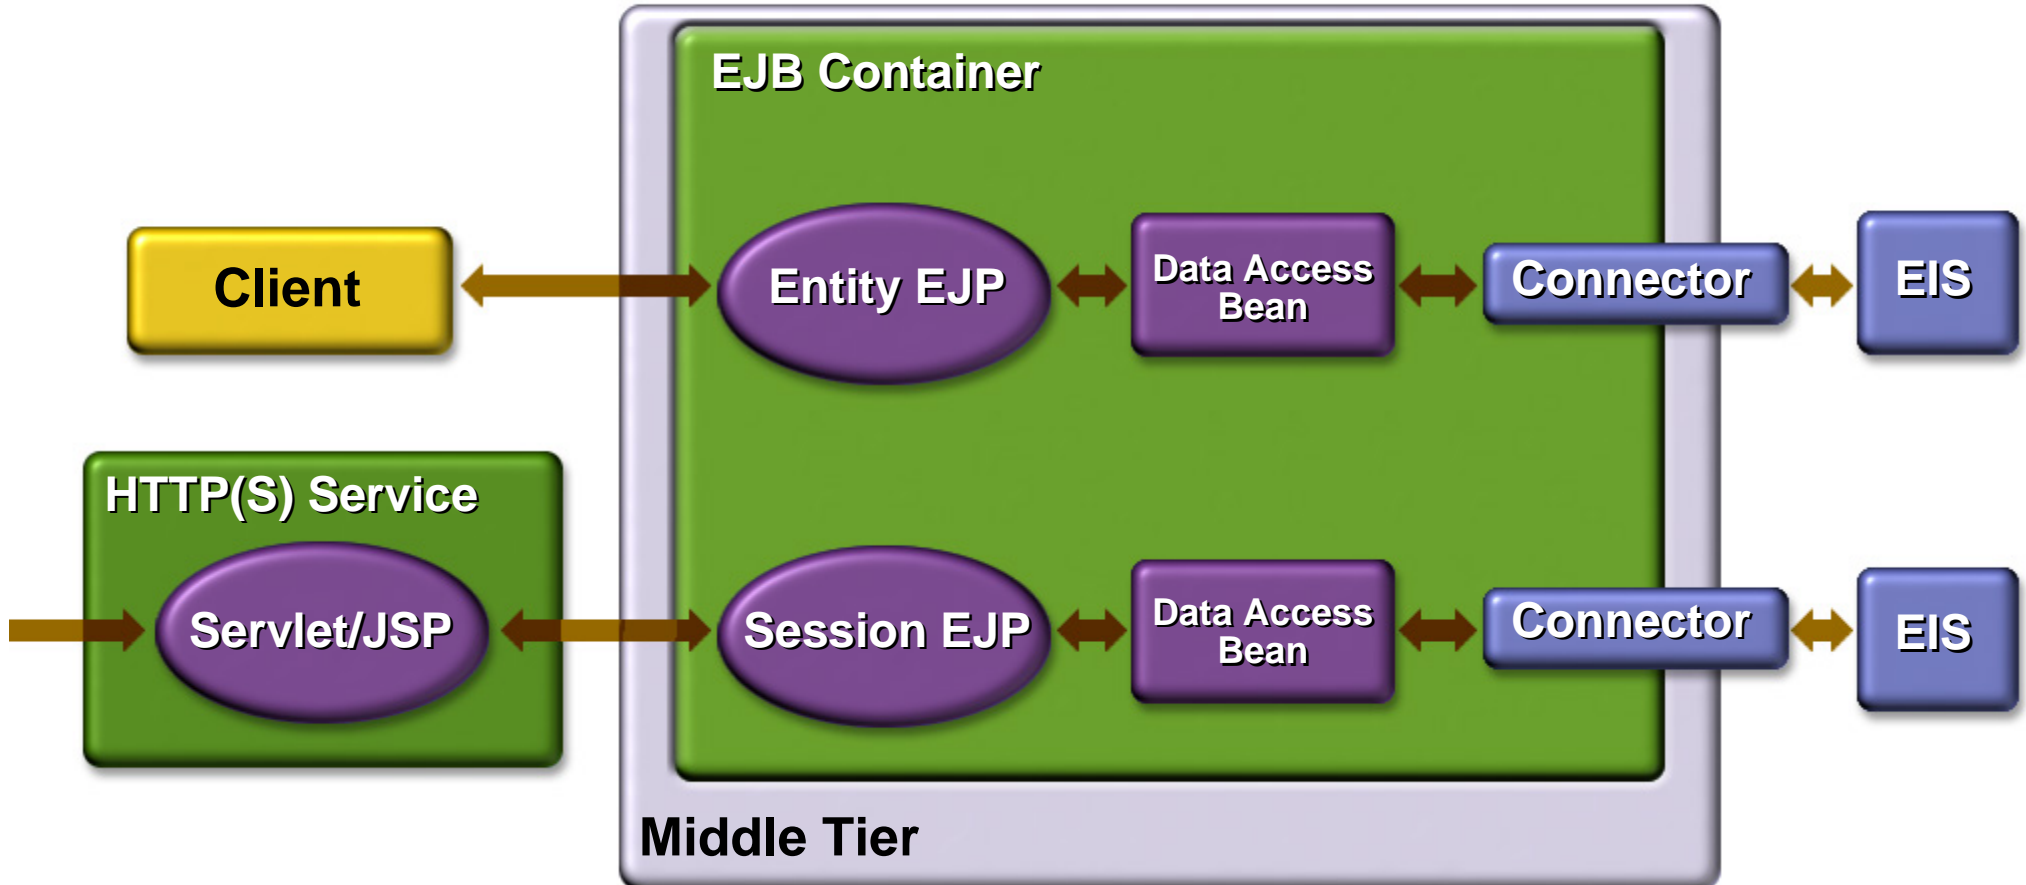 EJB Container
Client
Entity EJP
Data Access
Bean
Connector
EIS
HTTP(S) Service
Servlet/JSP
Session EJP
Data Access
Bean
Connector
EIS
Middle Tier